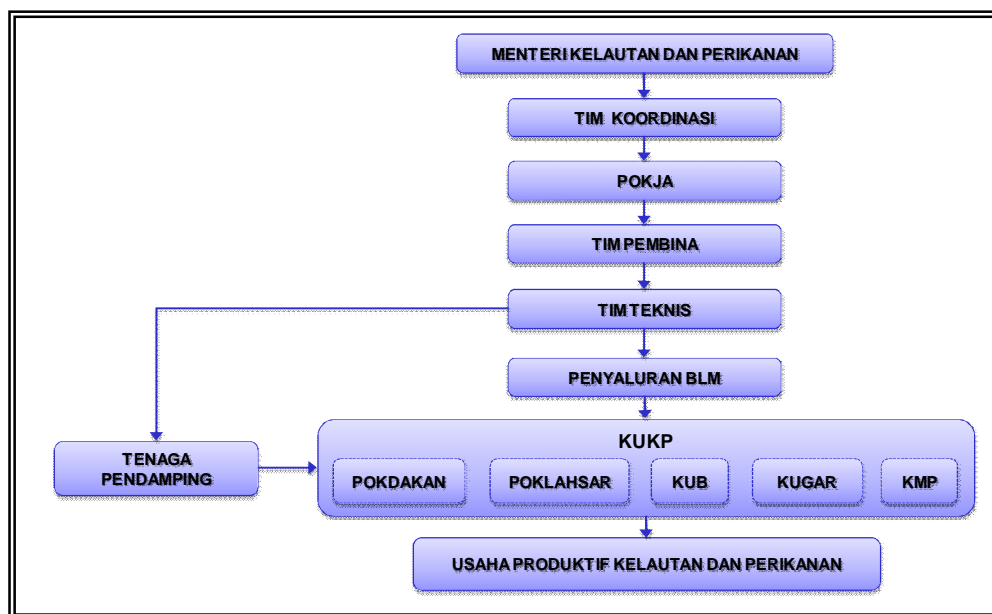 MENTERI KELAUTAN DAN PERIKANAN
TIM KOORDINASI
POKJA
TIM PEMBINA
TIM TEKNIS
PENYALURAN BLM
TENAGA
PENDAMPING
KUKP
POKDAKAN POKLAHSAR KUB KUGAR KMP
USAHA PRODUKTIF KELAUTAN DAN PERIKANAN